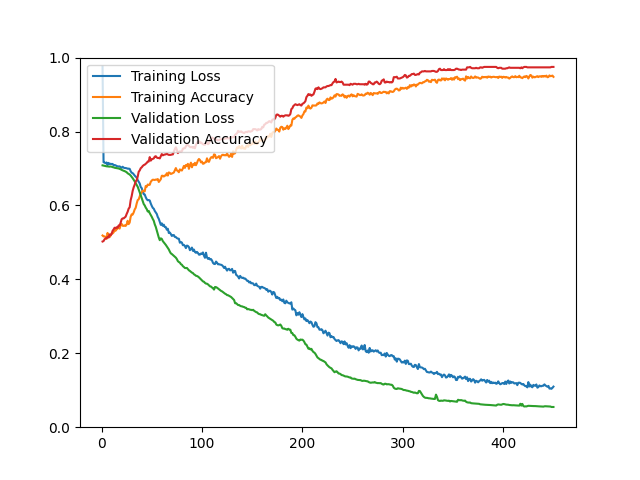 1.0
0.8
0.6
0.4
0.2
0.0
0 100 200 300 400
Training Loss
Training Accuracy
Validation Loss
Validation Accuracy